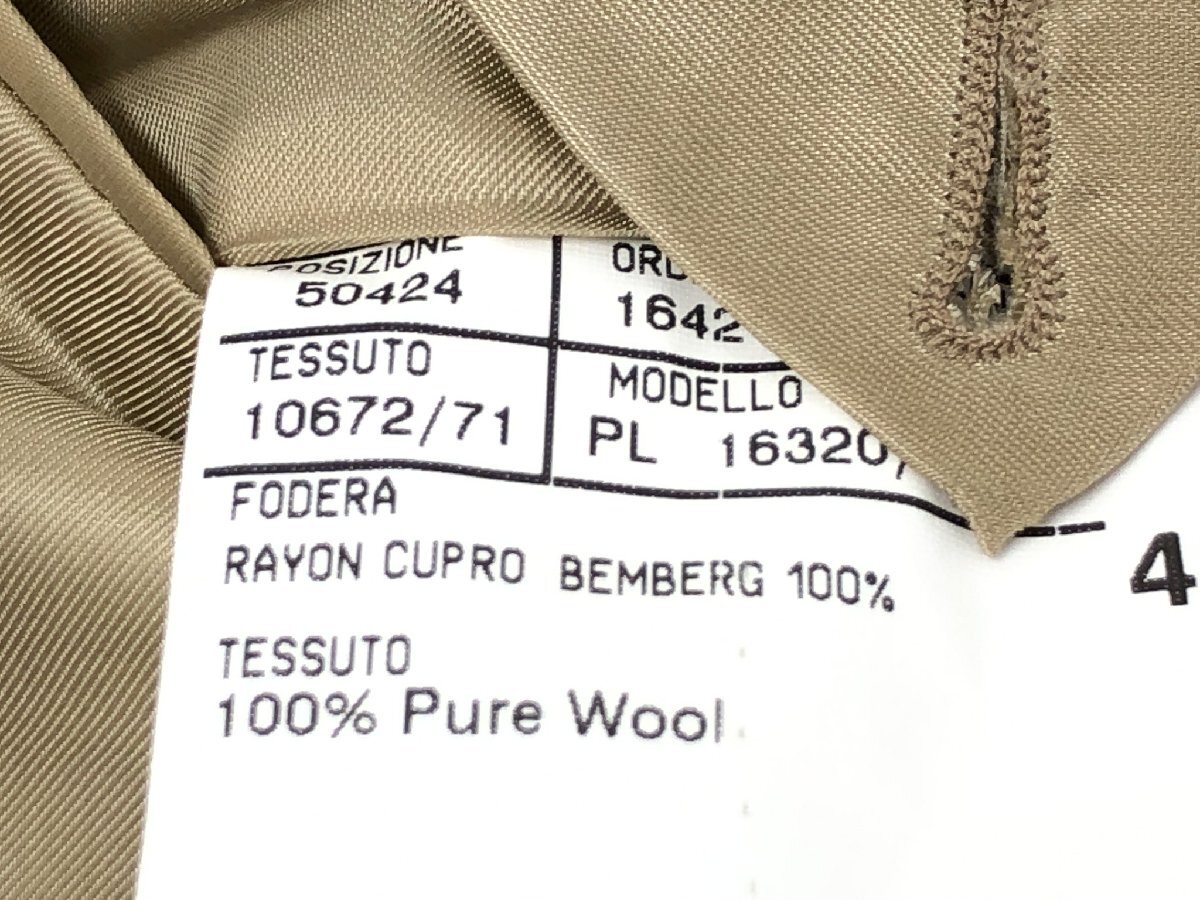 50424
1642
TESSUTO MODELLO
10672/71 PL 16320/
FODERA
RAYON CUPRO BEMBERG 100%
4
TESSUTO
100% Pure Wool